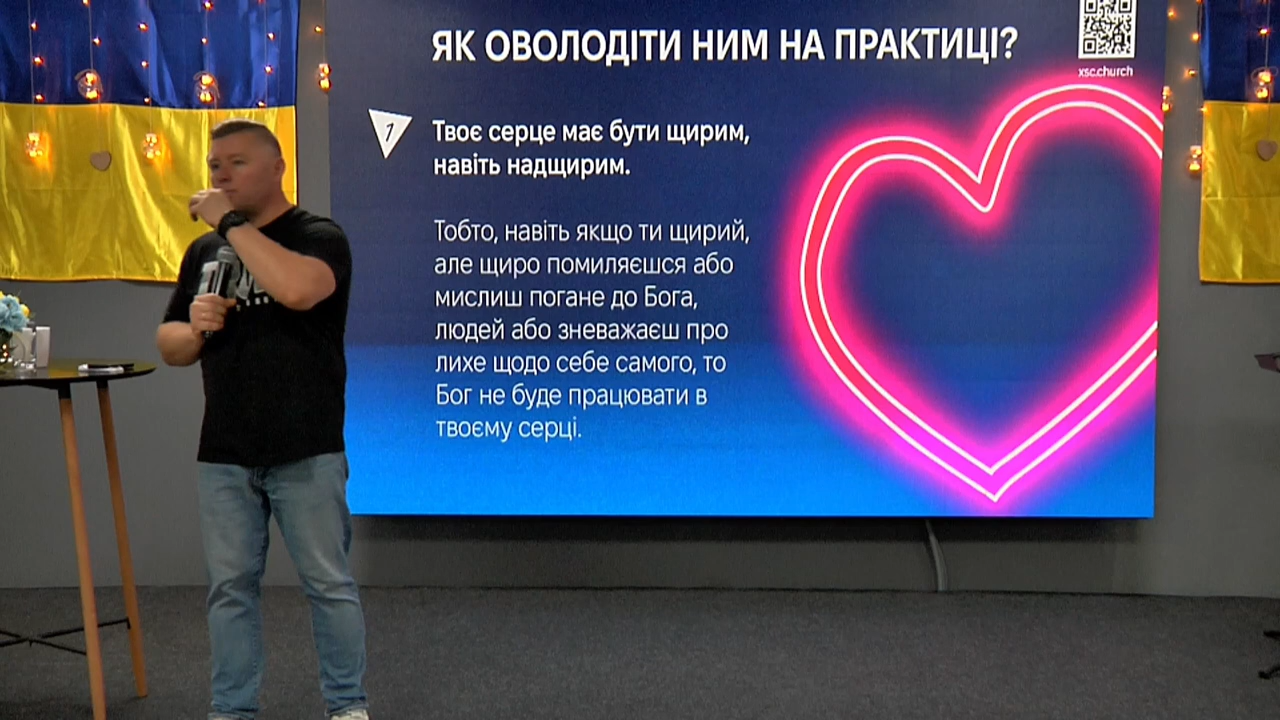 ЯК ОВОЛОДІТИ НИМ НА ПРАКТИЦІ?
xsc.church
1
Твоє серце має бути щирим,
навіть надщирим.
Тобто, навіть якщо ти щирий,
але щиро помиляєшся або
мислиш погане до Бога,
людей або зневажаєш про
лихе щодо себе самого, то
Бог не буде працювати в
твоєму серці.